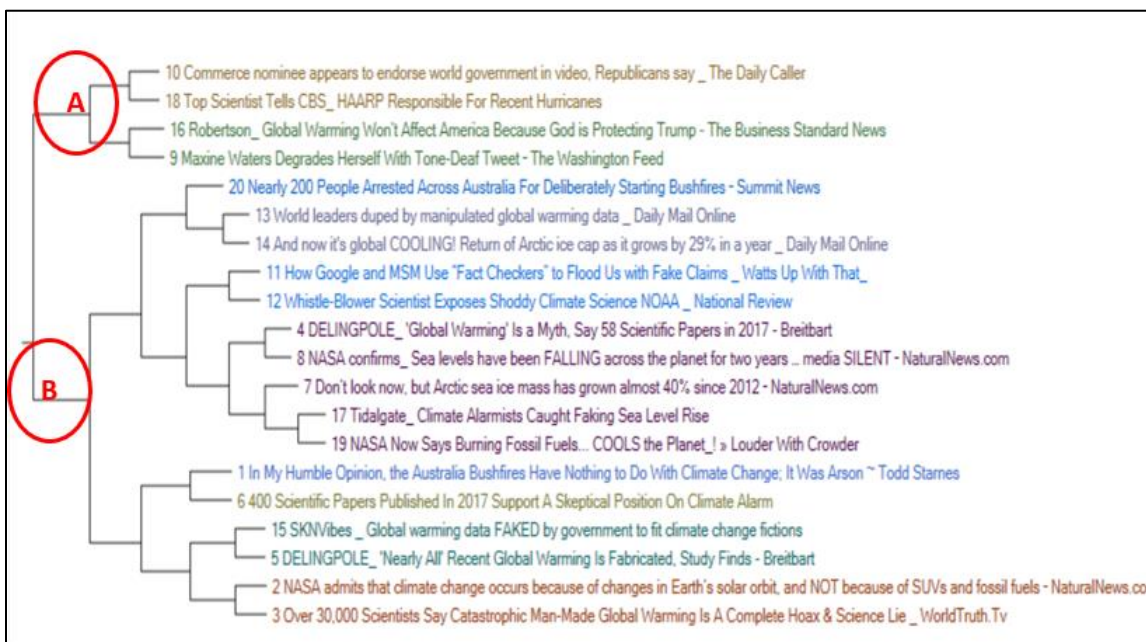 A
10 Commerce nominee appears to endorse world government in video, Republicans say _ The Daily Caller
18 Top Scientist Tells CBS_ HAARP Responsible For Recent Hurricanes
16 Robertson_ Global Warming Won't Affect America Because God is Protecting Trump - The Business Standard News
9 Maxine Waters Degrades Herself With Tone-Deaf Tweet - The Washington Feed
20 Nearly 200 People Arrested Across Australia For Deliberately Starting Bushfires - Summit News
13 World leaders duped by manipulated global warming data _ Daily Mail Online
14 And now it's global COOLING! Return of Arctic ice cap as it grows by 29% in a year _ Daily Mail Online
11 How Google and MSM Use "Fact Checkers" to Flood Us with Fake Claims _ Watts Up With That_
12 Whistle-Blower Scientist Exposes Shoddy Climate Science NOAA _ National Review
4 DELINGPOLE_ 'Global Warming' Is a Myth, Say 58 Scientific Papers in 2017 - Breitbart
8 NASA confirms_ Sea levels have been FALLING across the planet for two years ... media SILENT - NaturalNews.com
B
7 Don't look now, but Arctic sea ice mass has grown almost 40% since 2012 - NaturalNews.com
17 Tidalgate_ Climate Alarmists Caught Faking Sea Level Rise
19 NASA Now Says Burning Fossil Fuels... COOLS the Planet_! » Louder With Crowder
1 In My Humble Opinion, the Australia Bushfires Have Nothing to Do With Climate Change; It Was Arson ~ Todd Starnes
6 400 Scientific Papers Published In 2017 Support A Skeptical Position On Climate Alarm
15 SKNVibes _ Global warming data FAKED by government to fit climate change fictions
5 DELINGPOLE_ 'Nearly All' Recent Global Warming Is Fabricated, Study Finds - Breitbart
2 NASA admits that climate change occurs because of changes in Earth's solar orbit, and NOT because of SUVs and fossil fuels - NaturalNews.co
3 Over 30,000 Scientists Say Catastrophic Man-Made Global Warming Is A Complete Hoax & Science Lie _ WorldTruth.Tv